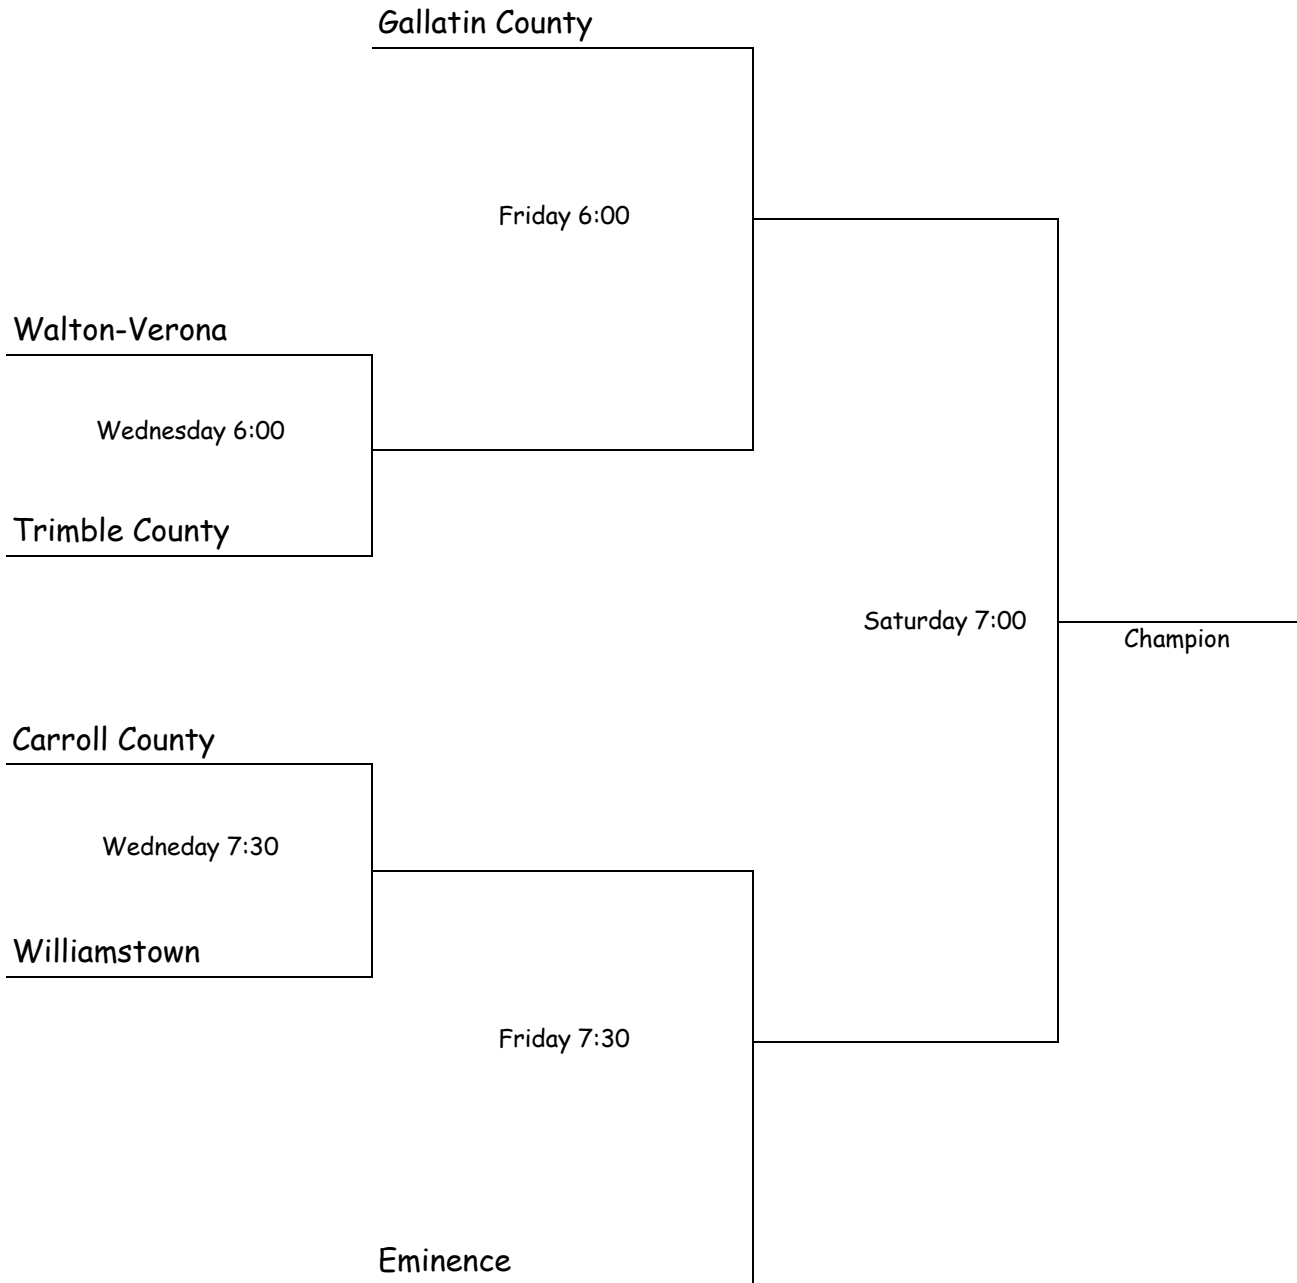 Gallatin County
Friday 6:00
Walton-Verona
Wednesday 6:00
Trimble County
Saturday 7:00
Champion
Carroll County
Wedneday 7:30
Williamstown
Friday 7:30
Eminence